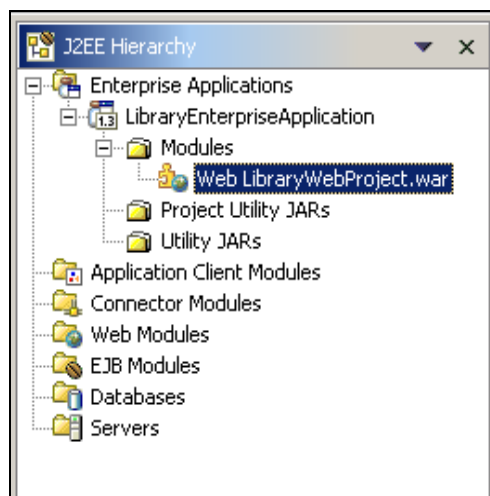 J2EE Hierarchy
Enterprise Applications
1.3 LibraryEnterpriseApplication
Modules
Web LibraryWebProject.war
Project Utility JARs
Utility JARs
Application Client Modules
Connector Modules
Web Modules
EJB Modules
Databases
Servers